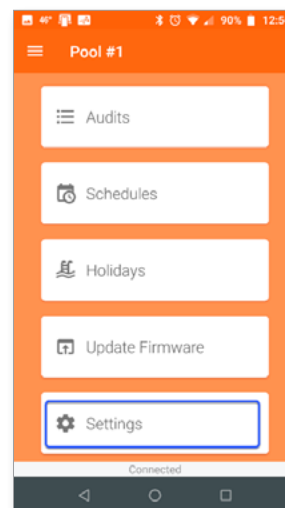 46° 90% 12:5
Pool #1
Audits
Schedules
Holidays
Update Firmware
Settings
Connected